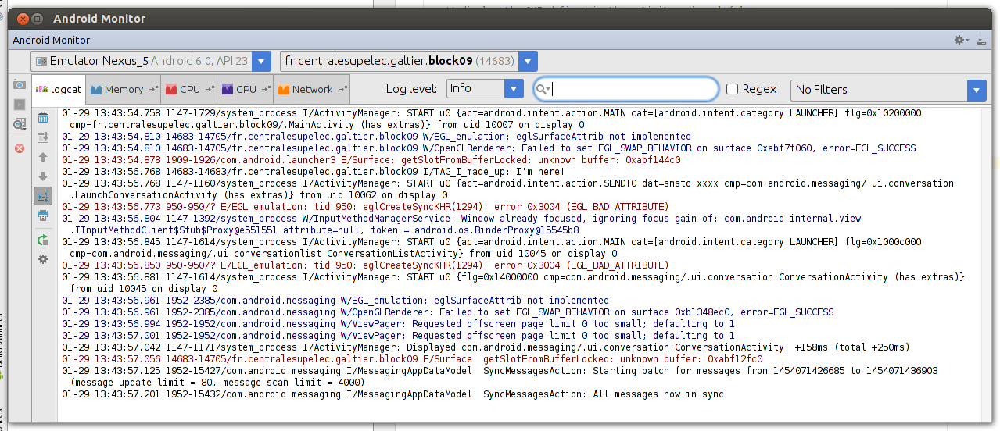 Android Monitor
Android Monitor
Emulator Nexus_5 Android 6.0, API 23
fr.centralesupelec.galtier.block09 (14683)
logcat
Memory
CPU
GPU
Network
Log level:
Info
Regex
No Filters
01-29 13:43:54.758 1147-1729/system_process I/ActivityManager: START u0 {act=android.intent.action.MAIN cat=[android.intent.category.LAUNCHER] flg=0x10200000
cmp=fr.centralesupelec.galtier.block09/.MainActivity (has extras)} from uid 10007 on display 0
01-29 13:43:54.810 14683-14705/fr.centralesupelec.galtier.block09 W/EGL_emulation: eglSurfaceAttrib not implemented
01-29 13:43:54.810 14683-14705/fr.centralesupelec.galtier.block09 W/OpenGLRenderer: Failed to set EGL_SWAP_BEHAVIOR on surface 0xabf7f060, error=EGL_SUCCESS
01-29 13:43:54.878 1909-1926/com.android.launcher3 E/Surface: getSlotFromBufferLocked: unknown buffer: 0xabf144c0
01-29 13:43:56.768 14683-14683/fr.centralesupelec.galtier.block09 I/TAG_I_made_up: I'm here!
01-29 13:43:56.768 1147-1160/system_process I/ActivityManager: START u0 {act=android.intent.action.SENDTO dat=smsto:xxxx cmp=com.android.messaging/.ui.conversation
.LaunchConversationActivity (has extras)} from uid 10062 on display 0
01-29 13:43:56.773 950-950/? E/EGL_emulation: tid 950: eglCreateSyncKHR(1294): error 0x3004 (EGL_BAD_ATTRIBUTE)
01-29 13:43:56.804 1147-1392/system_process W/InputMethodManagerService: Window already focused, ignoring focus gain of: com.android.internal.view
.IInputMethodClient$Stub$Proxy@e551551 attribute=null, token = android.os.BinderProxy@15545b8
01-29 13:43:56.845 1147-1614/system_process I/ActivityManager: START u0 {act=android.intent.action.MAIN cat=[android.intent.category.LAUNCHER] flg=0x1000c000
cmp=com.android.messaging/.ui.conversationlist.ConversationListActivity} from uid 10045 on display 0
01-29 13:43:56.850 950-950/? E/EGL_emulation: tid 950: eglCreateSyncKHR(1294): error 0x3004 (EGL_BAD_ATTRIBUTE)
01-29 13:43:56.881 1147-1614/system_process I/ActivityManager: START u0 {flg=0x14000000 cmp=com.android.messaging/.ui.conversation.ConversationActivity (has extras)}
from uid 10045 on display 0
01-29 13:43:56.961 1952-2385/com.android.messaging W/EGL_emulation: eglSurfaceAttrib not implemented
01-29 13:43:56.961 1952-2385/com.android.messaging W/OpenGLRenderer: Failed to set EGL_SWAP_BEHAVIOR on surface 0xb1348ec0, error=EGL_SUCCESS
01-29 13:43:56.994 1952-1952/com.android.messaging W/ViewPager: Requested offscreen page limit 0 too small; defaulting to 1
01-29 13:43:57.001 1952-1952/com.android.messaging W/ViewPager: Requested offscreen page limit 0 too small; defaulting to 1
01-29 13:43:57.042 1147-1171/system_process I/ActivityManager: Displayed com.android.messaging/.ui.conversation.ConversationActivity: +158ms (total +250ms)
01-29 13:43:57.056 14683-14705/fr.centralesupelec.galtier.block09 E/Surface: getSlotFromBufferLocked: unknown buffer: 0xabf12fc0
01-29 13:43:57.125 1952-15427/com.android.messaging I/MessagingAppDataModel: SyncMessagesAction: Starting batch for messages from 1454071426685 to 1454071436903
(message update limit = 80, message scan limit = 4000)
01-29 13:43:57.201 1952-15432/com.android.messaging I/MessagingAppDataModel: SyncMessagesAction: All messages now in sync